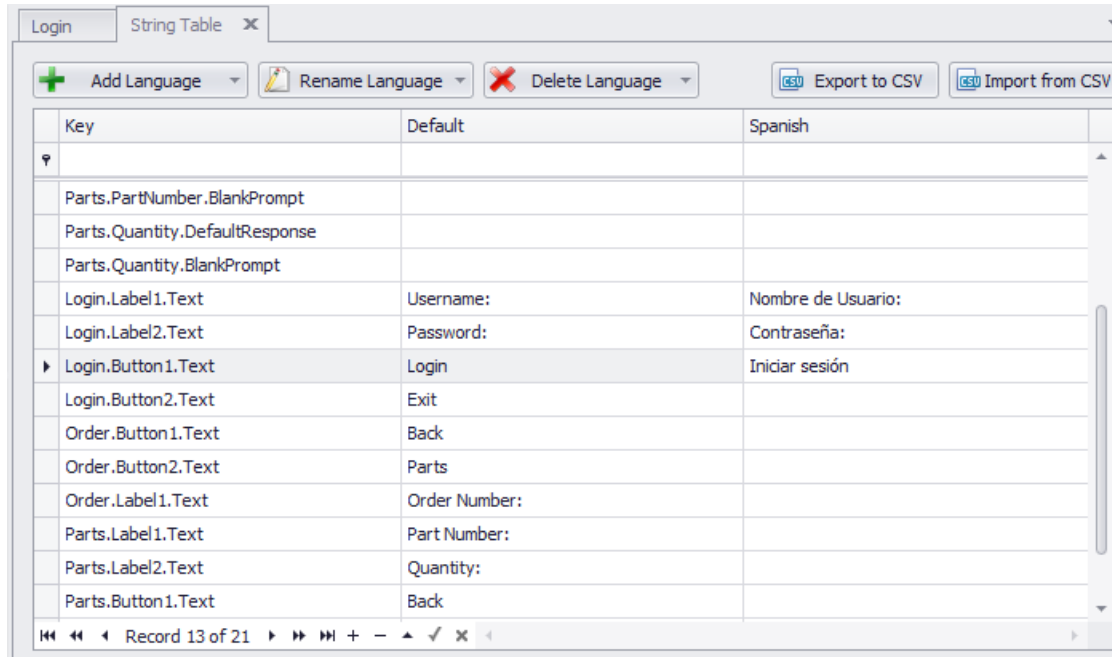 Login String Table
Add Language Rename Language Delete Language Export to CSV Import from CSV
Key Default Spanish
Parts.PartNumber.BlankPrompt
Parts.Quantity.DefaultResponse
Parts.Quantity.BlankPrompt
Login.Label1.Text Username: Nombre de Usuario:
Login.Label2.Text Password: Contraseña:
Login.Button1.Text Login Iniciar sesión
Login.Button2.Text Exit
Order.Button1.Text Back
Order.Button2.Text Parts
Order.Label1.Text Order Number:
Parts.Label1.Text Part Number:
Parts.Label2.Text Quantity:
Parts.Button1.Text Back
Record 13 of 21